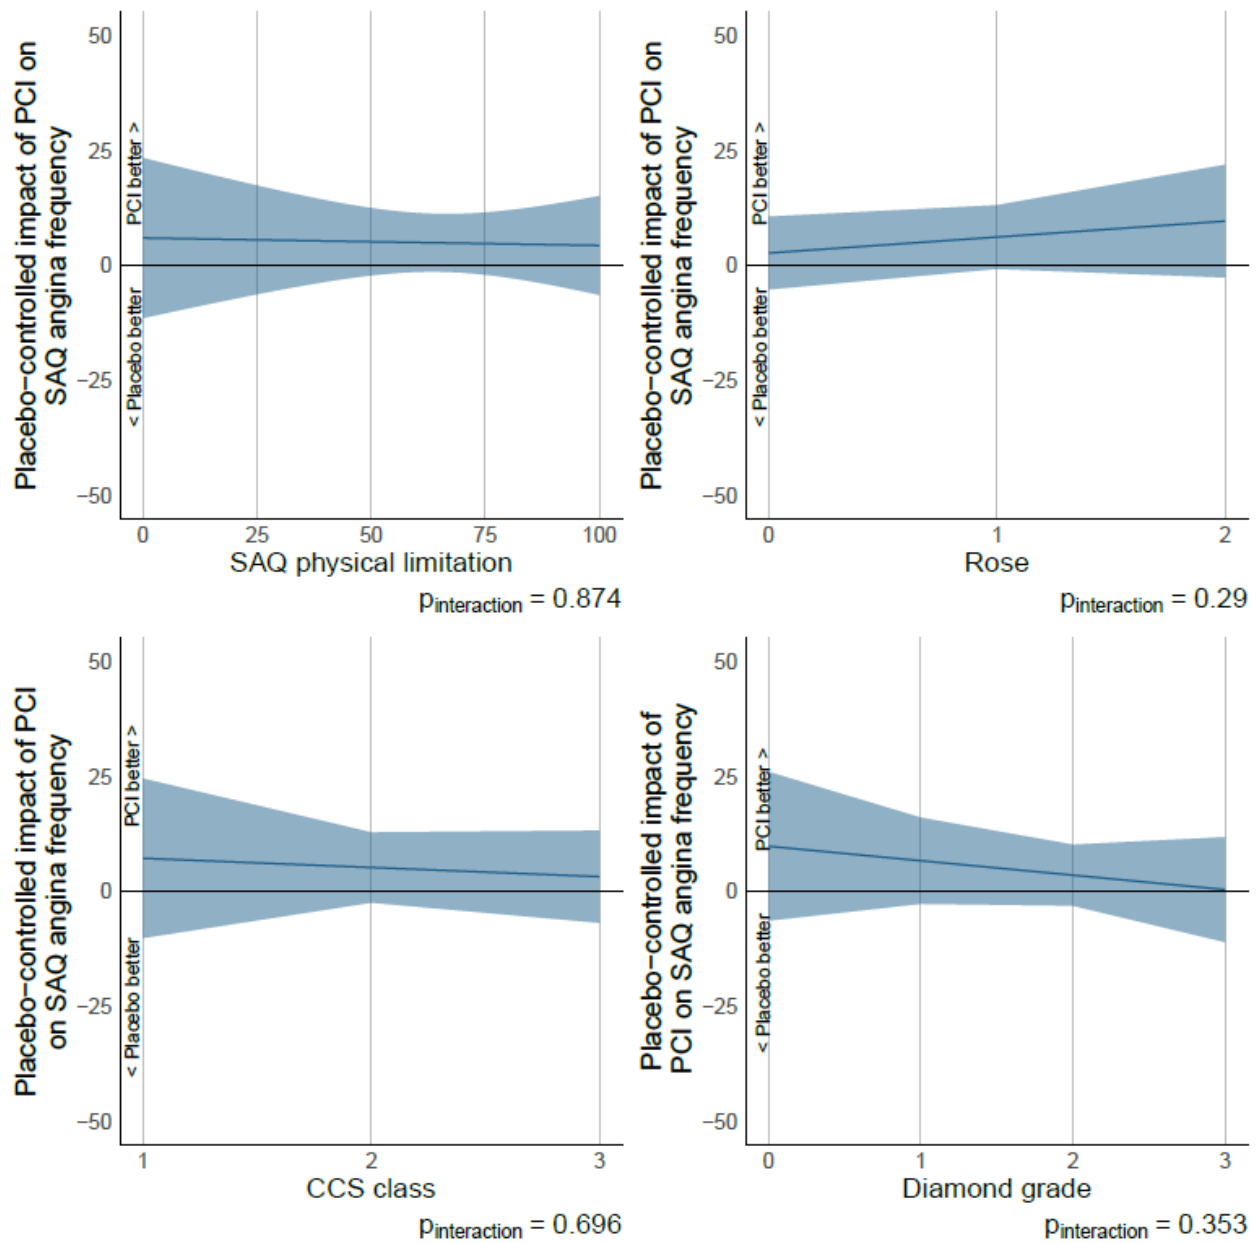 Placebo−controlled impact of PCI on
SAQ angina frequency
50
25
0
−25
−50
PCI better >
< Placebo better
0 25 50 75 100
SAQ physical limitation
pinteraction = 0.874
Placebo−controlled impact of PCI on
SAQ angina frequency
50
25
0
−25
−50
PCI better >
< Placebo better
0 1 2
Rose
pinteraction = 0.29
Placebo−controlled impact of PCI
on SAQ angina frequency
50
25
0
−25
−50
PCI better >
< Placebo better
1 2 3
CCS class
pinteraction = 0.696
Placebo−controlled impact of
PCI on SAQ angina frequency
50
25
0
−25
−50
PCI better >
< Placebo better
0 1 2 3
Diamond grade
pinteraction = 0.353